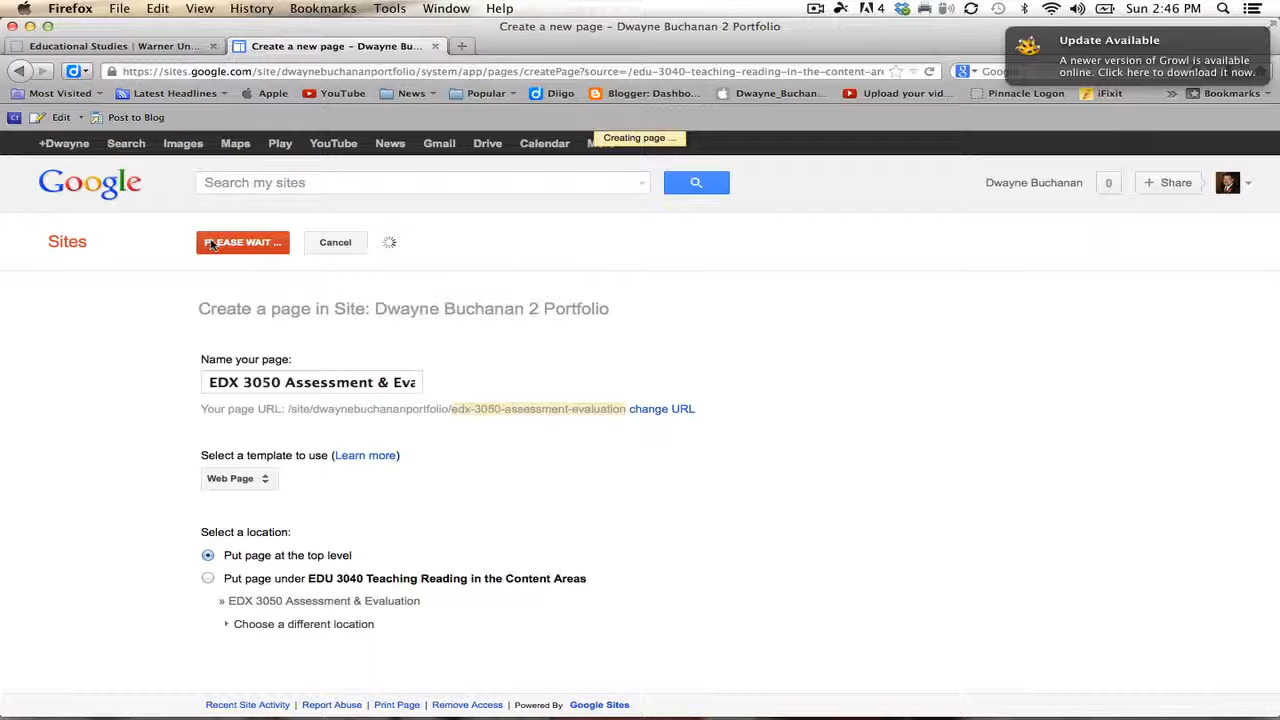 Firefox File Edit View History Bookmarks Tools Window Help 4 Sun 2:46 PM
Create a new page – Dwayne Buchanan 2 Portfolio
Educational Studies | Warner Un... Create a new page – Dwayne Bu...
Update Available
A newer version of Growl is available
online. Click here to download it now.
https://sites.google.com/site/dwaynebuchananportfolio/system/app/pages/createPage?source=/edu-3040-teaching-reading-in-the-content-are Goog
Most Visited Latest Headlines Apple YouTube News Popular Diigo Blogger: Dashbo... Dwayne_Buchan... Upload your vid... Pinnacle Logon iFixit » Bookmarks
Edit Post to Blog
Creating page ...
+Dwayne Search Images Maps Play YouTube News Gmail Drive Calendar
Google Search my sites Dwayne Buchanan 0 + Share
Sites PLEASE WAIT ... Cancel
Create a page in Site: Dwayne Buchanan 2 Portfolio
Name your page:
EDX 3050 Assessment & Eva
Your page URL: /site/dwaynebuchananportfolio/edx-3050-assessment-evaluation change URL
Select a template to use (Learn more)
Web Page
Select a location:
Put page at the top level
Put page under EDU 3040 Teaching Reading in the Content Areas
» EDX 3050 Assessment & Evaluation
Choose a different location
Recent Site Activity | Report Abuse | Print Page | Remove Access | Powered By Google Sites